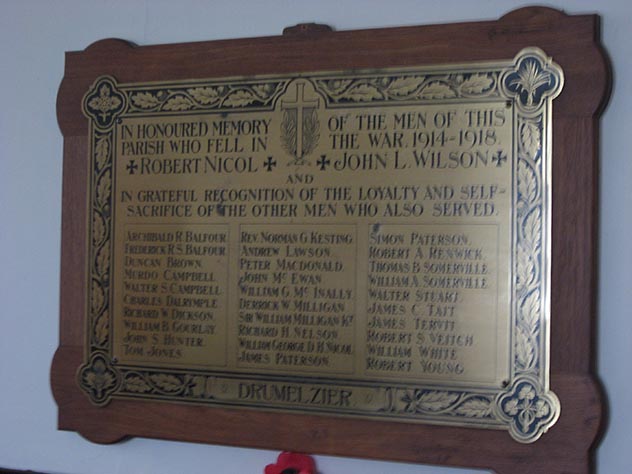 IN HONOURED MEMORY OF THE MEN OF THIS
PARISH WHO FELL IN THE WAR. 1914-1918.
ROBERT NICOL JOHN L. WILSON
AND
IN GRATEFUL RECOGNITION OF THE LOYALTY AND SELF-
SACRIFICE OF THE OTHER MEN WHO ALSO SERVED.
ARCHIBALD R. BALFOUR
FREDERICK R.S. BALFOUR
DUNCAN BROWN
MURDO CAMPBELL
WALTER S. CAMPBELL
CHARLES DALRYMPLE
RICHARD W. DICKSON
WILLIAM B. GOURLAY
JOHN S. HUNTER
TOM JONES
REV. NORMAN G. KESTING
ANDREW LAWSON
PETER MACDONALD
JOHN Mc EWAN
WILLIAM G. Mc INALLY
DERRICK W. MILLIGAN
SIR WILLIAM MILLIGAN KT
RICHARD H. NELSON
WILLIAM GEORGE D.H. NICOL
JAMES PATERSON
SIMON PATERSON
ROBERT A. RENWICK
THOMAS B. SOMERVILLE
WILLIAM A. SOMERVILLE
WALTER STUART
JAMES C. TAIT
JAMES TERVIT
ROBERT S. VEITCH
WILLIAM WHITE
ROBERT YOUNG
DRUMELZIER